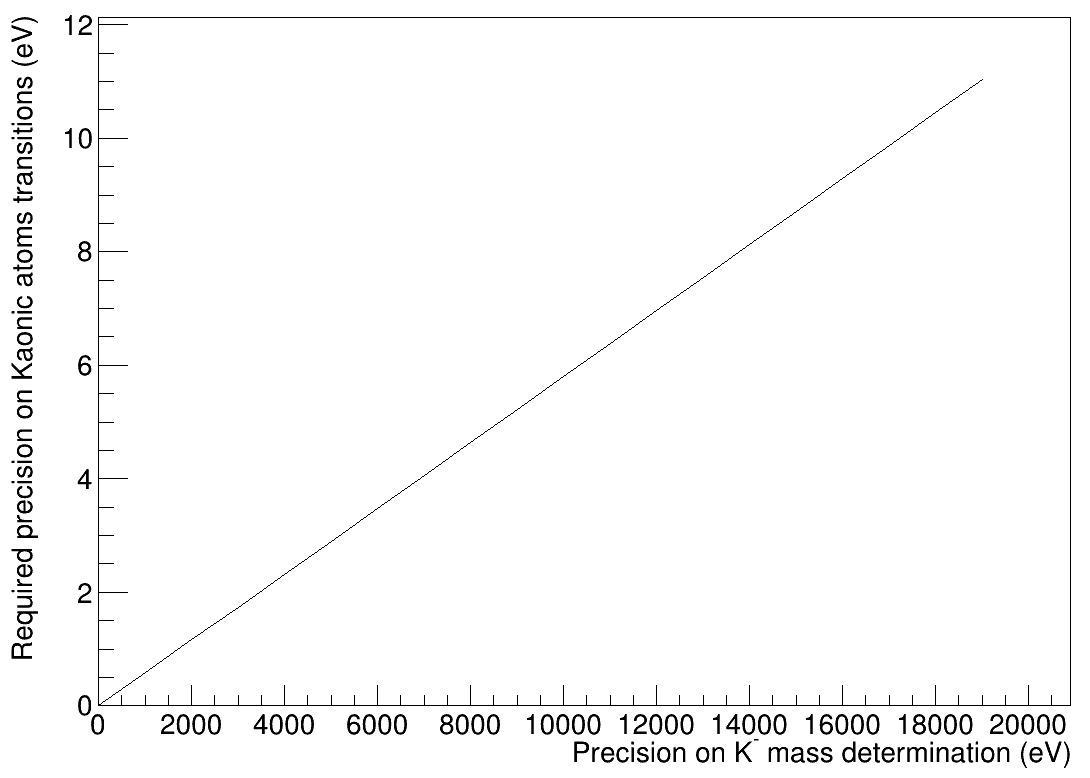 Required precision on Kaonic atoms transitions (eV)
12
10
8
6
4
2
0
0 2000 4000 6000 8000 10000 12000 14000 16000 18000 20000
Precision on K⁻ mass determination (eV)